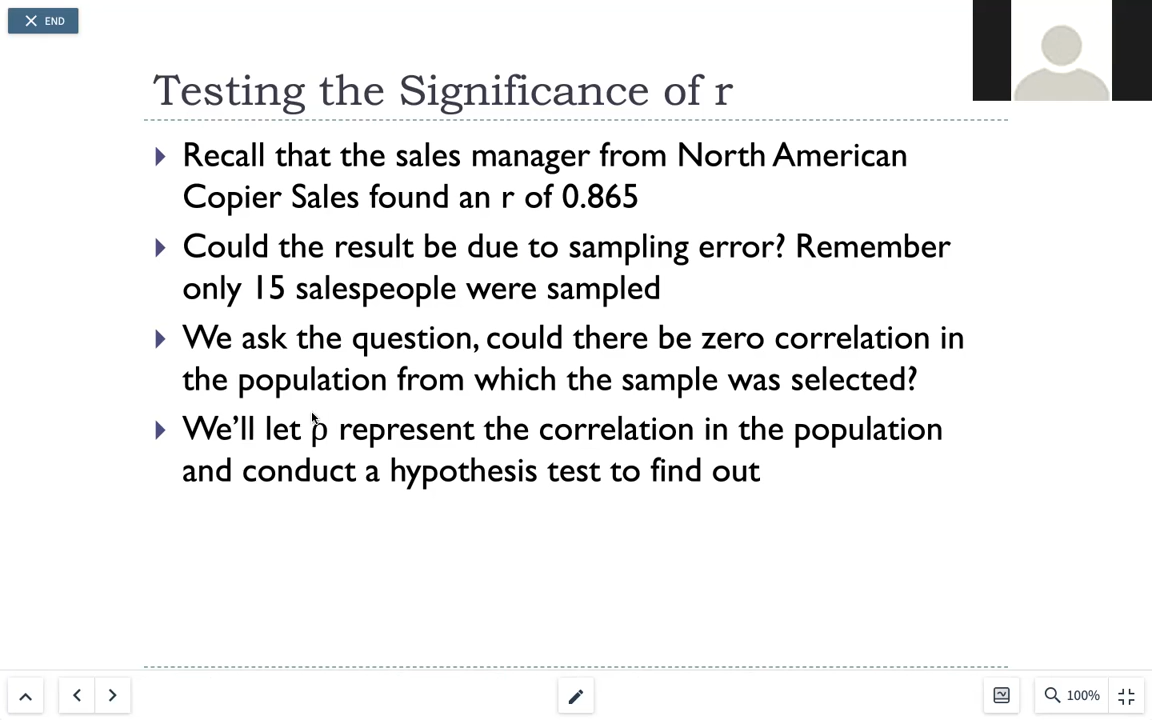 END
Testing the Significance of r
Recall that the sales manager from North American
Copier Sales found an r of 0.865
Could the result be due to sampling error? Remember
only 15 salespeople were sampled
We ask the question, could there be zero correlation in
the population from which the sample was selected?
We’ll let ρ represent the correlation in the population
and conduct a hypothesis test to find out
100%